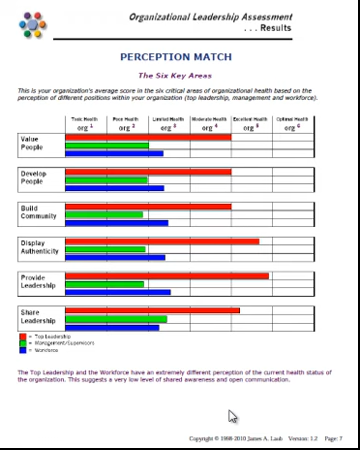 Organizational Leadership Assessment
. . . Results
PERCEPTION MATCH
The Six Key Areas
This is your organization's average score in the six critical areas of organizational health based on the
perception of different positions within your organization (top leadership, management and workforce).
Toxic Health Poor Health Limited Health Moderate Health Excellent Health Optimal Health
org 1 org 2 org 3 org 4 org 5 org 6
Value
People
Develop
People
Build
Community
Display
Authenticity
Provide
Leadership
Share
Leadership
= Top Leadership
= Management/Supervisors
= Workforce
The Top Leadership and the Workforce have an extremely different perception of the current health status of
the organization. This suggests a very low level of shared awareness and open communication.
Copyright © 1998-2010 James A. Laub Version: 1.2 Page: 7